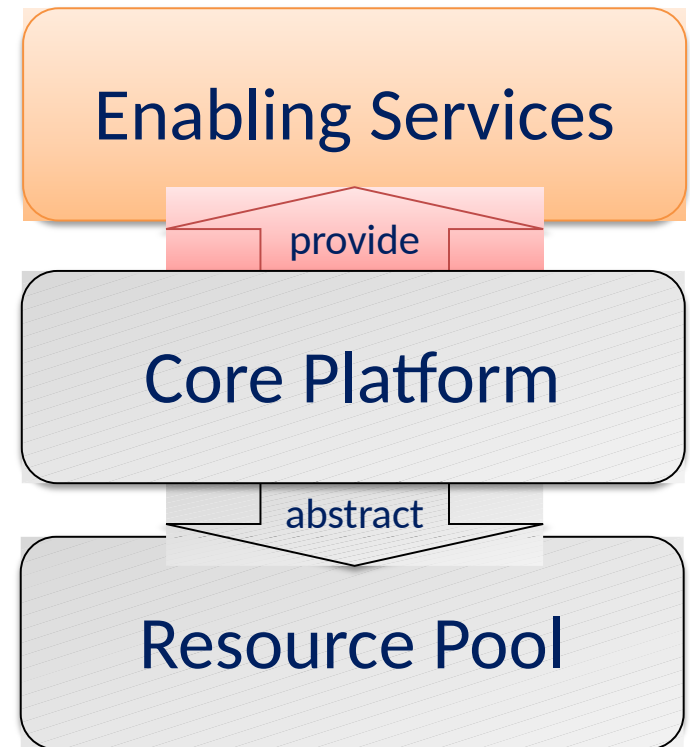 Enabling Services
provide
Core Platform
abstract
Resource Pool